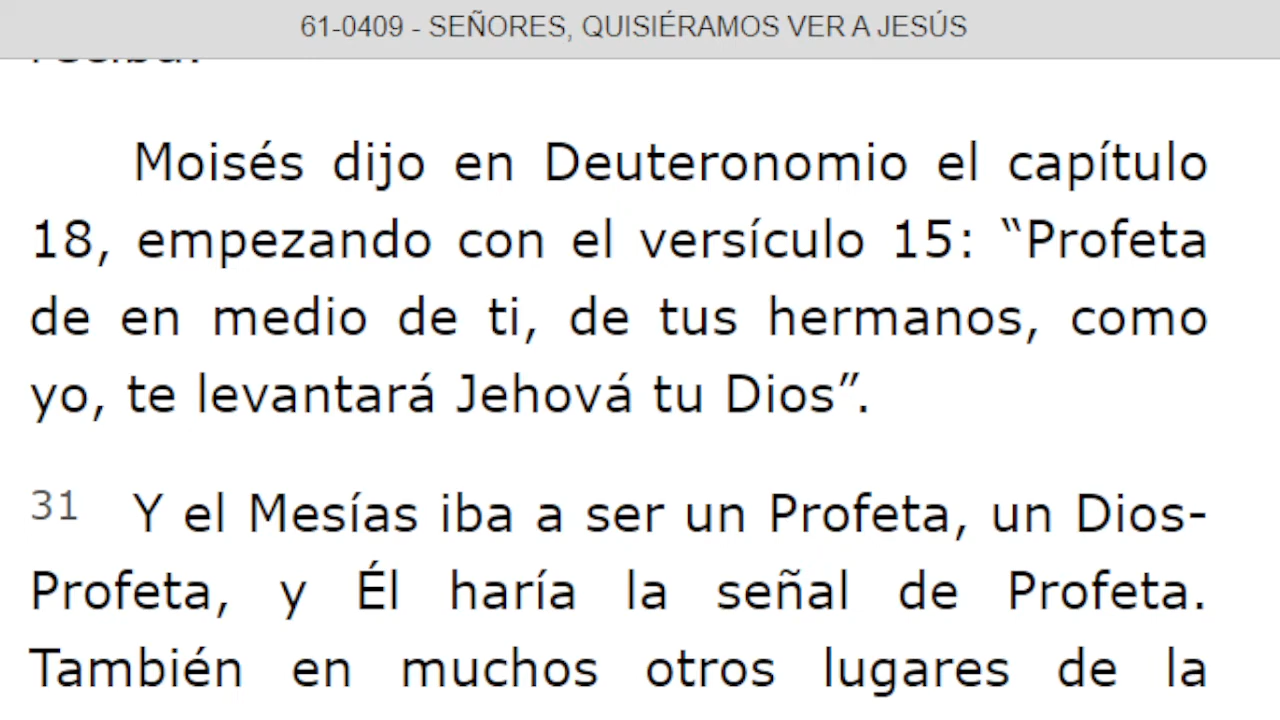 61-0409 - SEÑORES, QUISIÉRAMOS VER A JESÚS
Moisés dijo en Deuteronomio el capítulo
18, empezando con el versículo 15: “Profeta
de en medio de ti, de tus hermanos, como
yo, te levantará Jehová tu Dios”.
31 Y el Mesías iba a ser un Profeta, un Dios-
Profeta, y Él haría la señal de Profeta.
También en muchos otros lugares de la